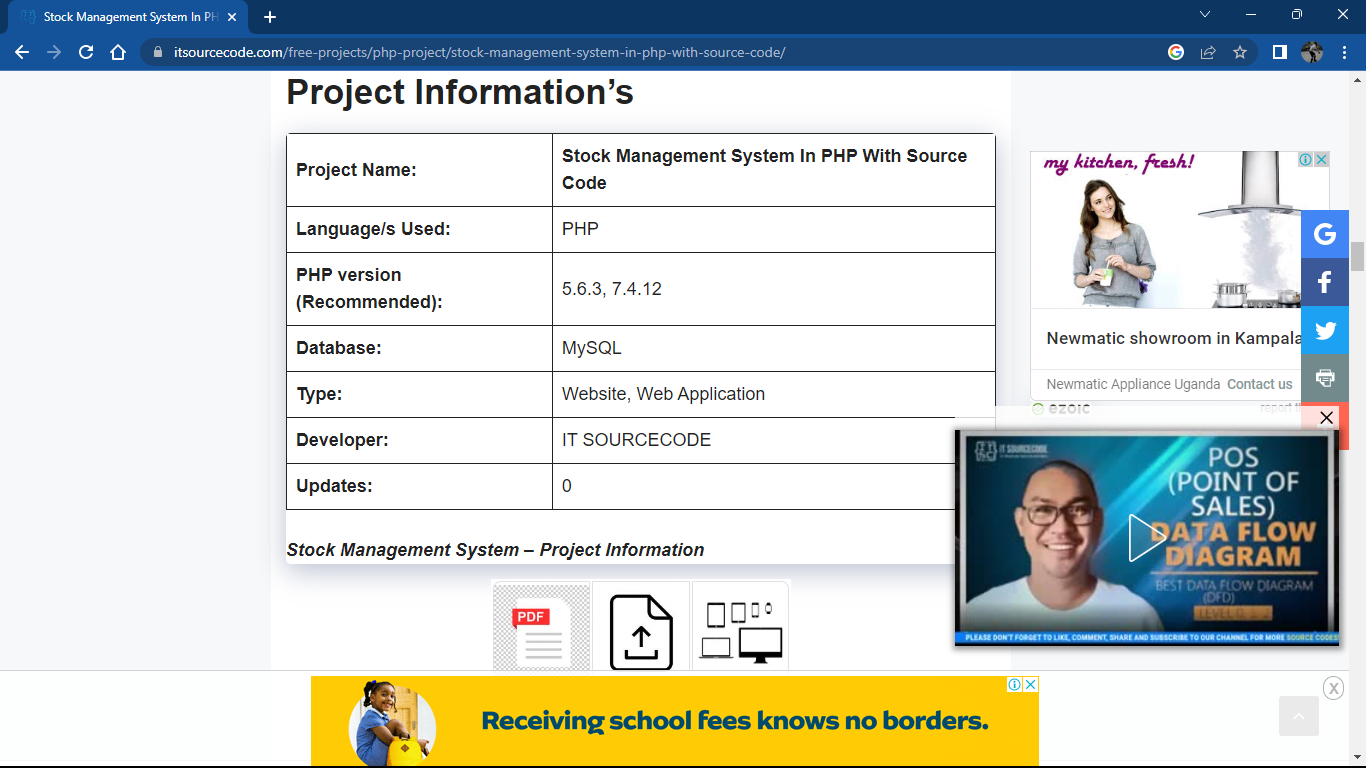 Stock Management System In PH
itsourcecode.com/free-projects/php-project/stock-management-system-in-php-with-source-code/
Project Information’s
Project Name:
Stock Management System In PHP With Source
Code
Language/s Used:
PHP
PHP version
(Recommended):
5.6.3, 7.4.12
Database:
MySQL
Type:
Website, Web Application
Developer:
IT SOURCECODE
Updates:
0
Stock Management System – Project Information
PDF
my kitchen, fresh!
Newmatic showroom in Kampala
Newmatic Appliance Uganda Contact us
ezoic
report
IT SOURCECODE
POS
(POINT OF
SALES)
DATA FLOW
DIAGRAM
BEST DATA FLOW DIAGRAM
(DFD)
PLEASE DON'T FORGET TO LIKE, COMMENT, SHARE AND SUBSCRIBE TO OUR CHANNEL FOR MORE SOURCE CODES
Receiving school fees knows no borders.